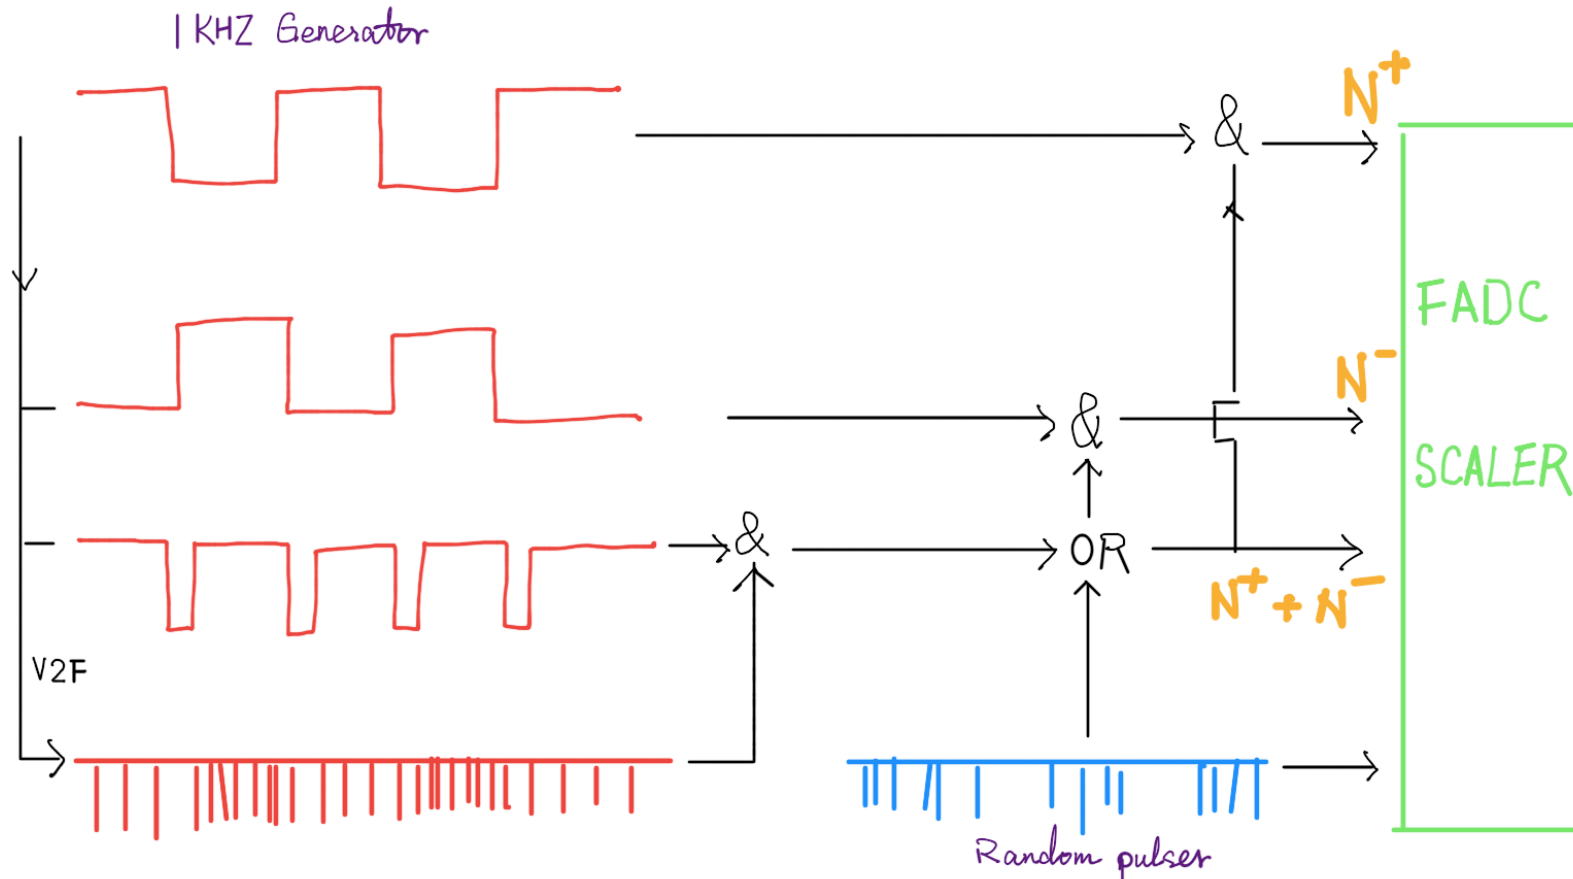 1 KHZ Generator
N+
&
FADC
N-
&
SCALER
&
OR
N+ + N-
V2F
Random pulser